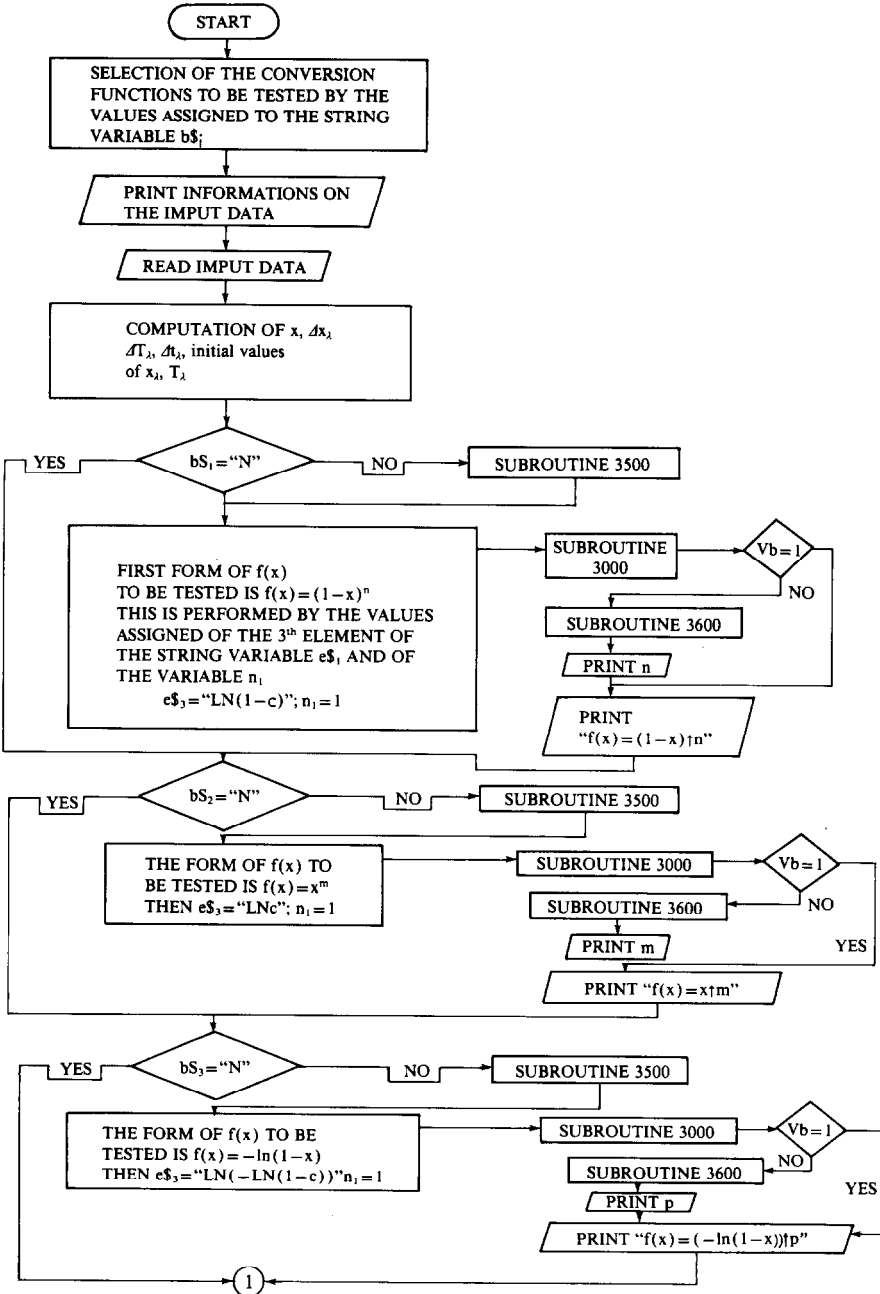 START
SELECTION OF THE CONVERSION
FUNCTIONS TO BE TESTED BY THE
VALUES ASSIGNED TO THE STRING
VARIABLE b$j
PRINT INFORMATIONS ON
THE IMPUT DATA
READ IMPUT DATA
COMPUTATION OF x, Δxλ
ΔTλ, Δtλ, initial values
of xλ, Tλ
YES
bS₁="N"
NO
SUBROUTINE 3500
FIRST FORM OF f(x)
TO BE TESTED IS f(x)=(1−x)ⁿ
THIS IS PERFORMED BY THE VALUES
ASSIGNED OF THE 3th ELEMENT OF
THE STRING VARIABLE e$₁ AND OF
THE VARIABLE n₁
e$₃="LN(1−c)"; n₁=1
SUBROUTINE
3000
Vb=1
NO
SUBROUTINE 3600
PRINT n
PRINT
"f(x)=(1−x)↑n"
YES
bS₂="N"
NO
SUBROUTINE 3500
THE FORM OF f(x) TO
BE TESTED IS f(x)=xᵐ
THEN e$₃="LNc"; n₁=1
SUBROUTINE 3000
Vb=1
NO
SUBROUTINE 3600
PRINT m
YES
PRINT "f(x)=x↑m"
YES
bS₃="N"
NO
SUBROUTINE 3500
THE FORM OF f(x) TO BE
TESTED IS f(x)=−ln(1−x)
THEN e$₃="LN(−LN(1−c))"n₁=1
SUBROUTINE 3000
Vb=1
NO
SUBROUTINE 3600
YES
PRINT p
PRINT "f(x)=(−ln(1−x))↑p"
1